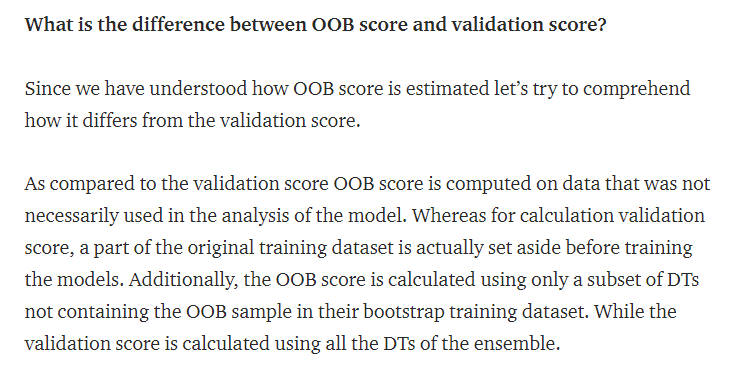 What is the difference between OOB score and validation score?
Since we have understood how OOB score is estimated let’s try to comprehend
how it differs from the validation score.
As compared to the validation score OOB score is computed on data that was not
necessarily used in the analysis of the model. Whereas for calculation validation
score, a part of the original training dataset is actually set aside before training
the models. Additionally, the OOB score is calculated using only a subset of DTs
not containing the OOB sample in their bootstrap training dataset. While the
validation score is calculated using all the DTs of the ensemble.